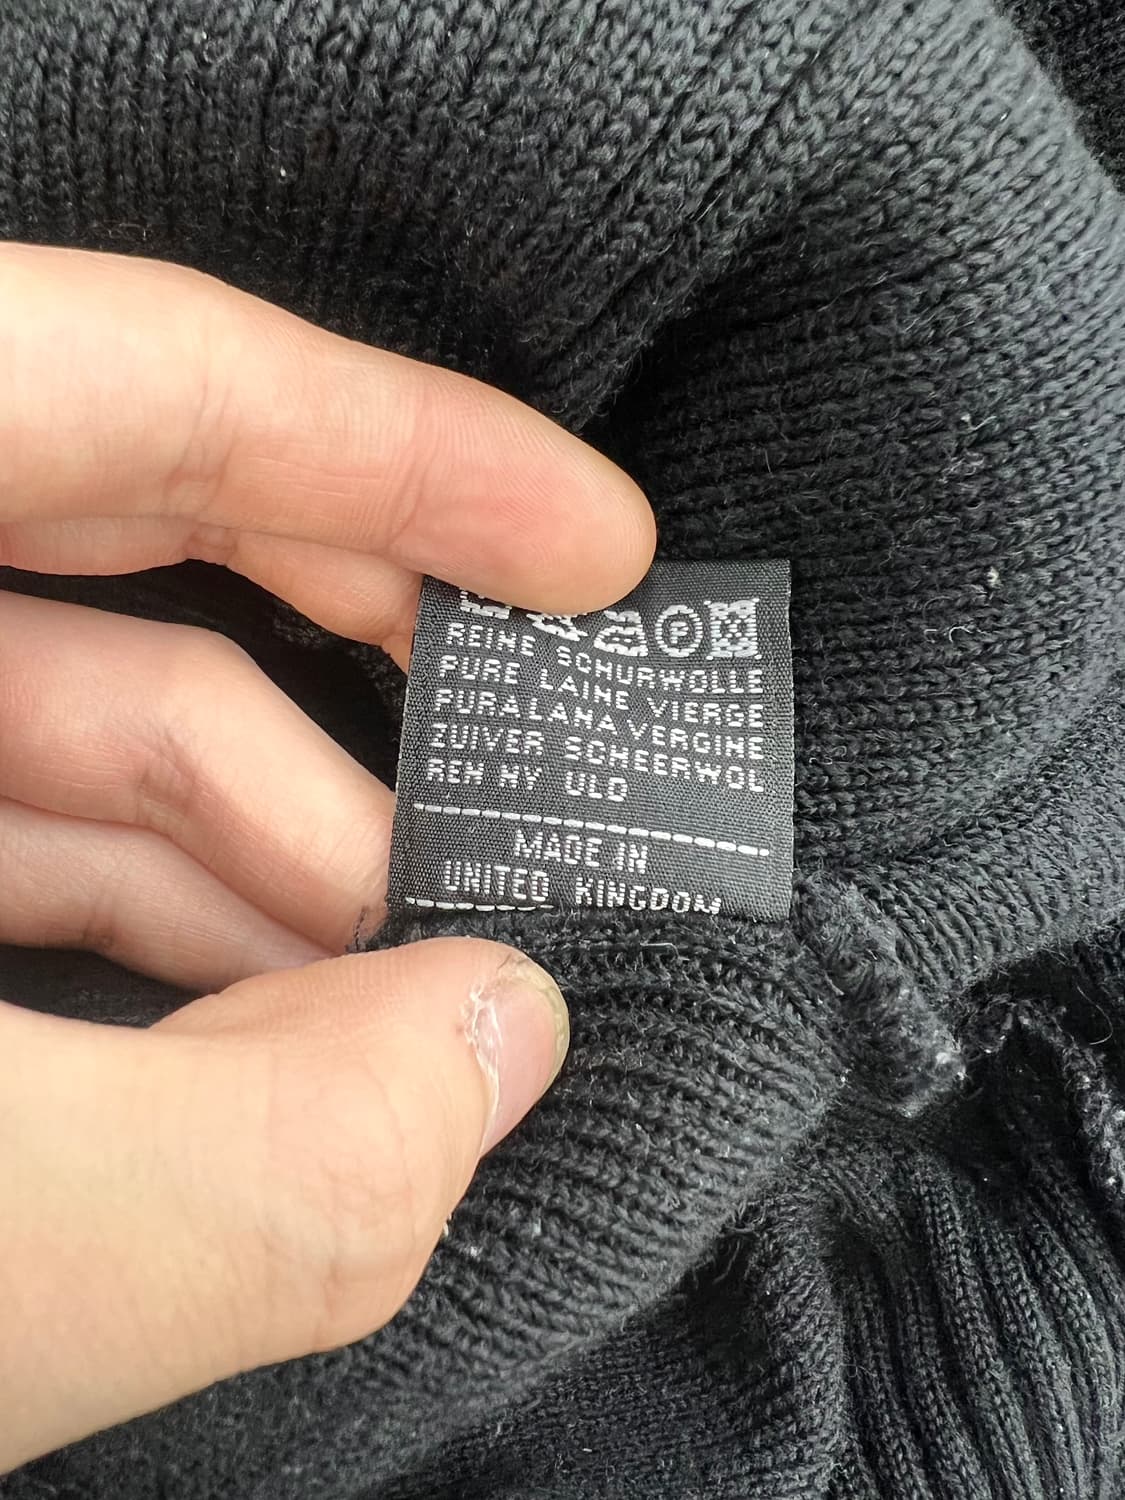 P
REINE SCHURWOLLE
PURE LAINE VIERGE
PURA LANA VERGINE
ZUIVER SCHEERWOL
REN NY ULD
MADE IN
UNITED KINGDOM